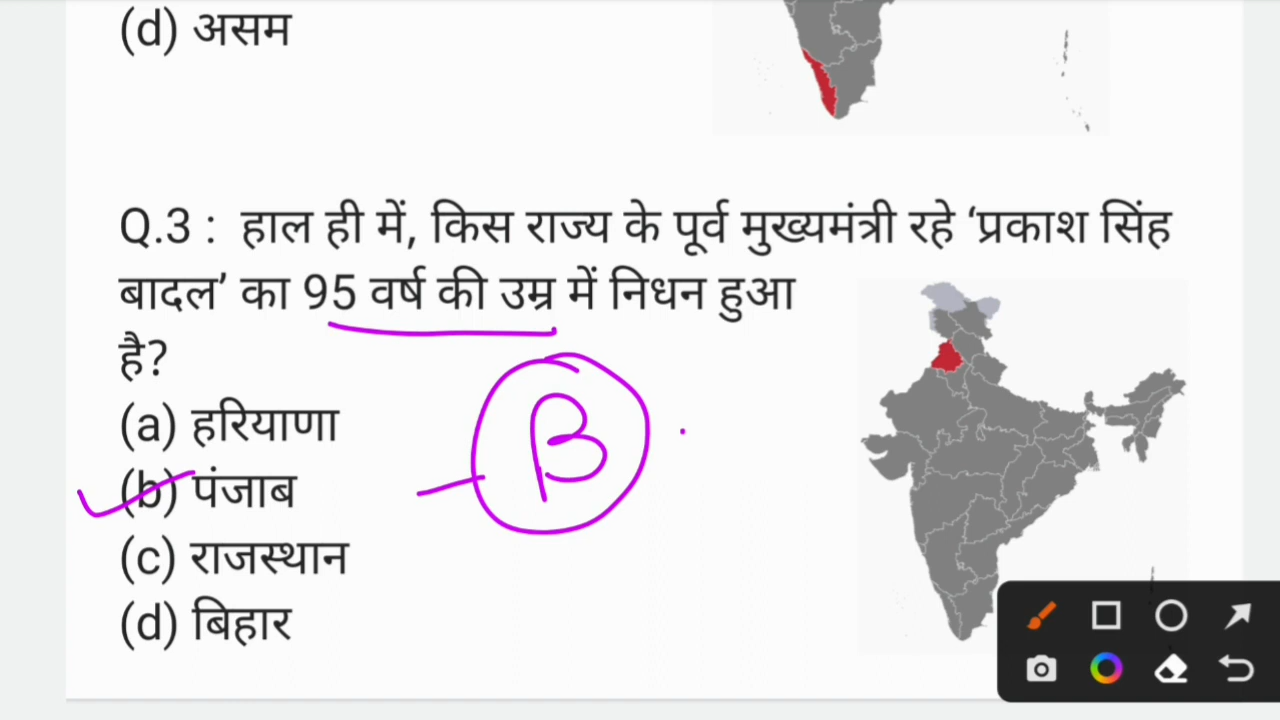 (d) असम
Q.3 : हाल ही में, किस राज्य के पूर्व मुख्यमंत्री रहे ‘प्रकाश सिंह
बादल’ का 95 वर्ष की उम्र में निधन हुआ
है?
(a) हरियाणा
(b) पंजाब
B
(c) राजस्थान
(d) बिहार